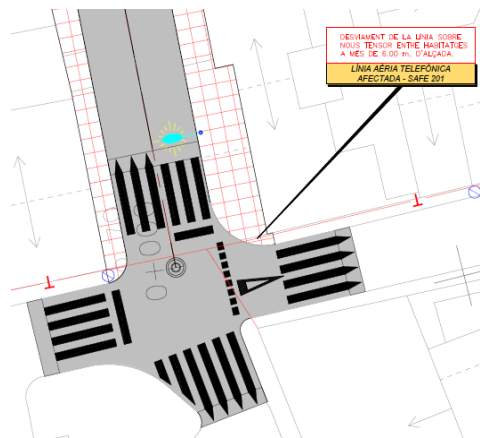 DESVIAMENT DE LA LÍNIA SOBRE
NOUS TENSOR ENTRE HABITATGES
A MÉS DE 6.00 m. D'ALÇADA.
LÍNIA AÈRIA TELEFÒNICA
AFECTADA - SAFE 201